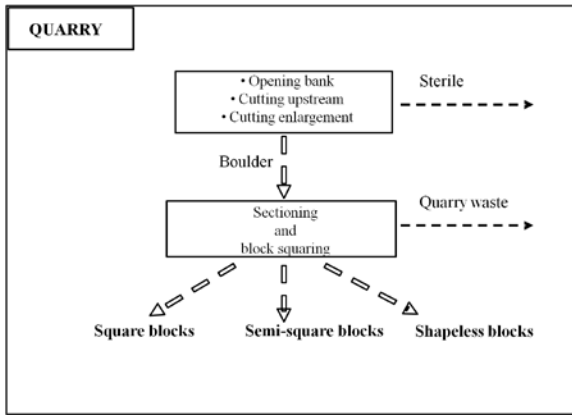 QUARRY
• Opening bank
• Cutting upstream
• Cutting enlargement
Sterile
Boulder
Sectioning
and
block squaring
Quarry waste
Square blocks
Semi-square blocks
Shapeless blocks